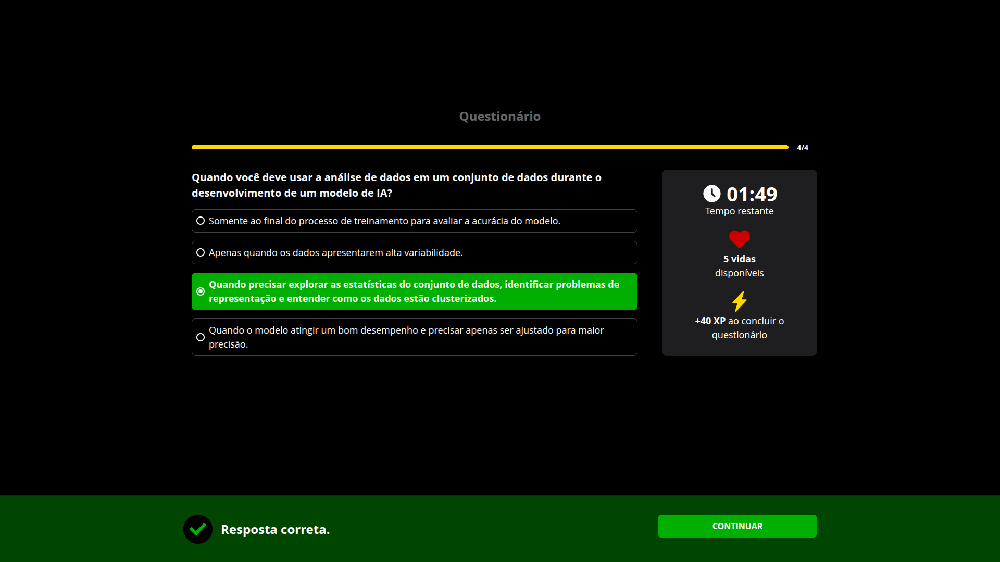 Questionário
4/4
Quando você deve usar a análise de dados em um conjunto de dados durante o
desenvolvimento de um modelo de IA?
Somente ao final do processo de treinamento para avaliar a acurácia do modelo.
Apenas quando os dados apresentarem alta variabilidade.
Quando precisar explorar as estatísticas do conjunto de dados, identificar problemas de
representação e entender como os dados estão clusterizados.
Quando o modelo atingir um bom desempenho e precisar apenas ser ajustado para maior
precisão.
01:49
Tempo restante
5 vidas
disponíveis
+40 XP ao concluir o
questionário
Resposta correta.
CONTINUAR